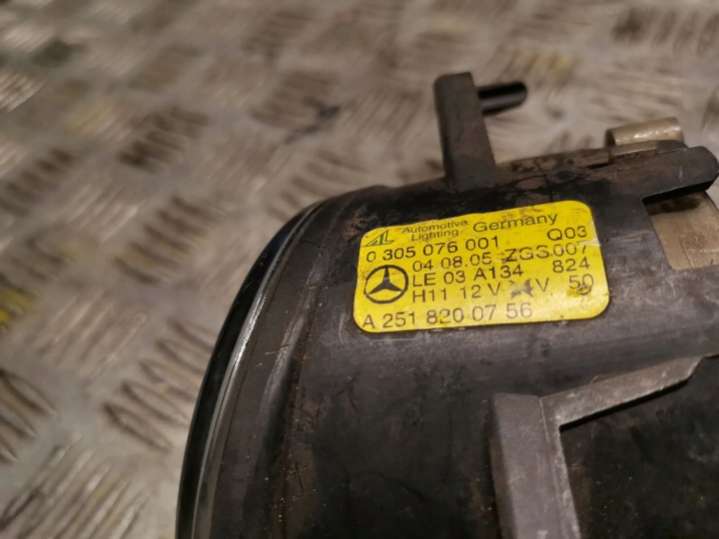 AL Automotive Lighting Germany
0 305 076 001 Q03
04.08.05 ZGS.007
LE 03 A134 824
H11 12 V V 50
A 251 820 07 56